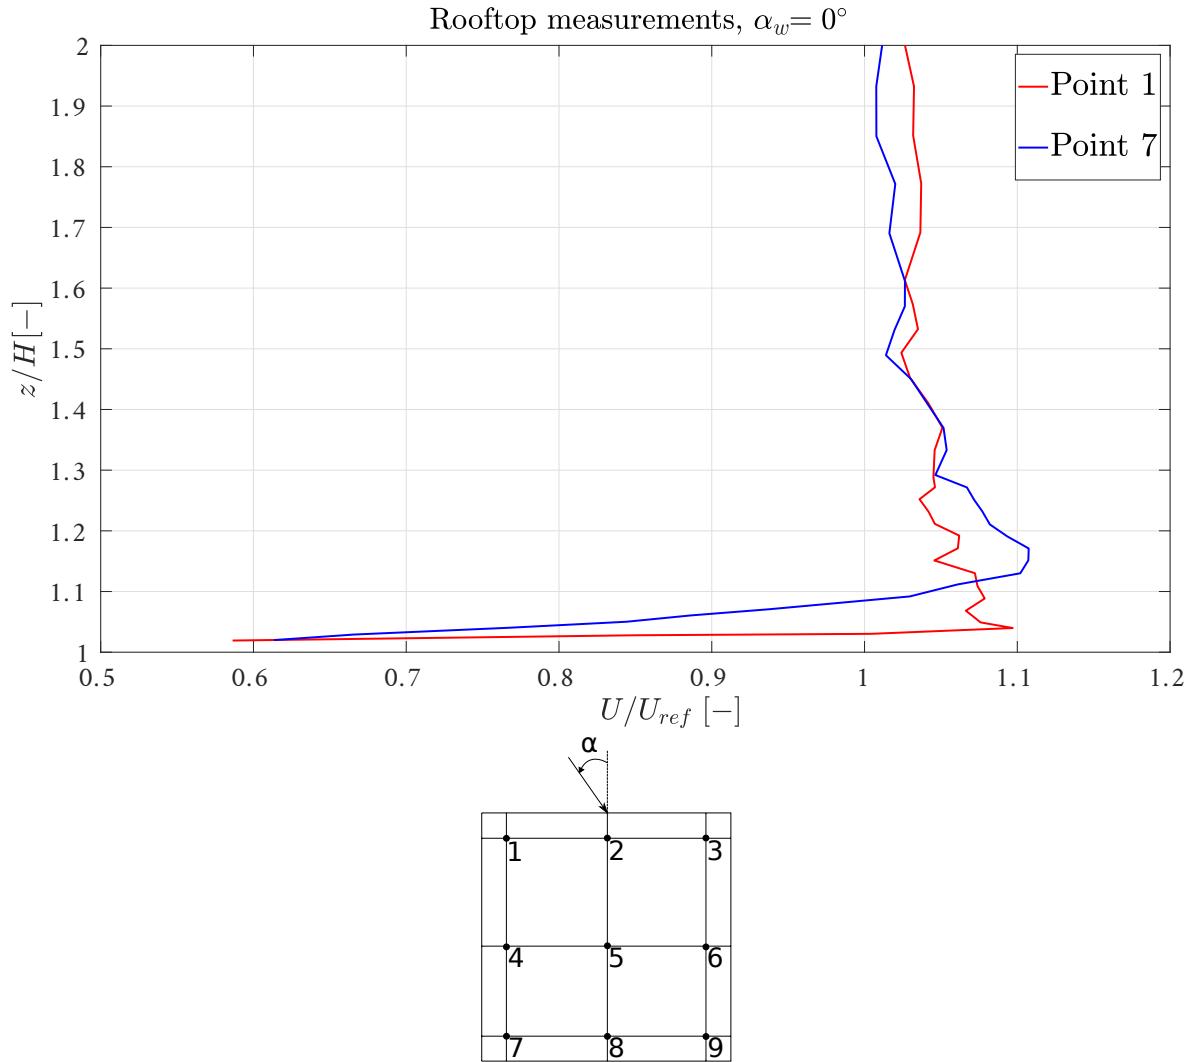 Rooftop measurements, α_w= 0°
2
1.9
1.8
1.7
1.6
1.5
1.4
1.3
1.2
1.1
1
z/H[−]
Point 1
Point 7
0.5 0.6 0.7 0.8 0.9 1 1.1 1.2
U/U_ref [−]
α
1 2 3
4 5 6
7 8 9